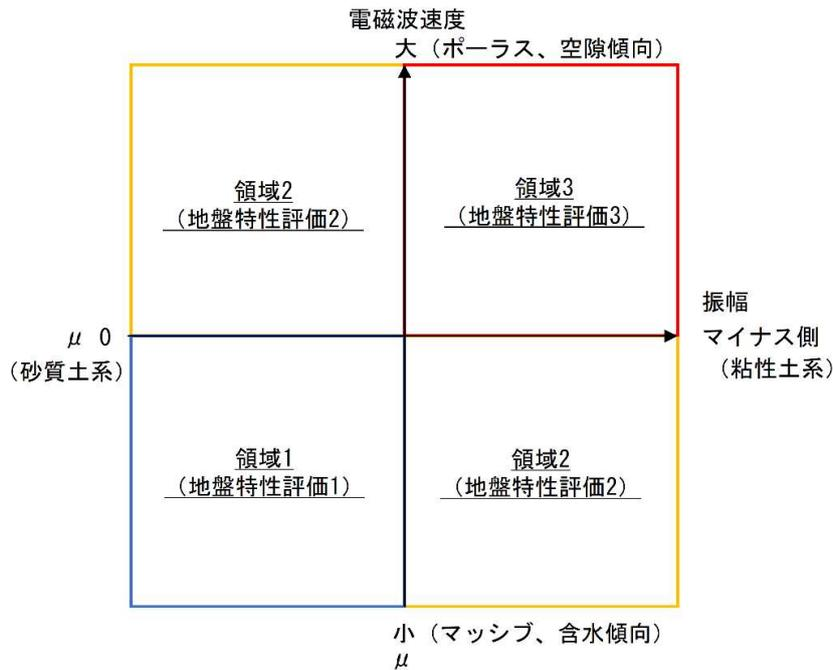 電磁波速度
大（ポーラス、空隙傾向）
領域2
（地盤特性評価2）
領域3
（地盤特性評価3）
μ 0
（砂質土系）
振幅
マイナス側
（粘性土系）
領域1
（地盤特性評価1）
領域2
（地盤特性評価2）
小（マッシブ、含水傾向）
μ